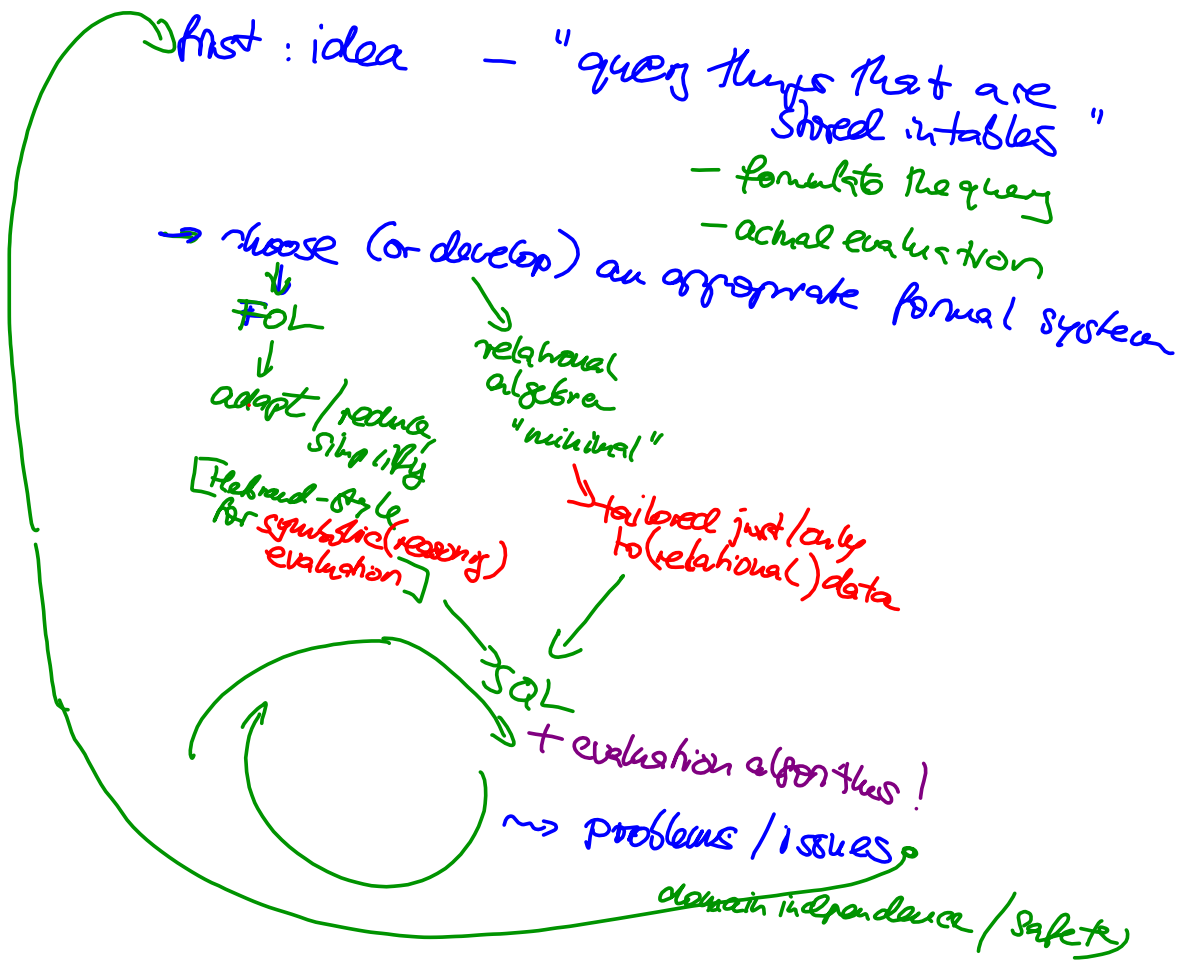 first : idea — "query things that are
stored in tables"
— formulate the query
— actual evaluation
→ choose (or develop) an appropriate formal system
FOL
relational
algebra
"minimal"
adapt / reduce,
simplify
[Herbrand-style
for symbolic (reasoning)
evaluation]
tailored just / only
to (relational) data
SQL
+ evaluation algorithms!
⤳ problems / issues
domain independence / safety